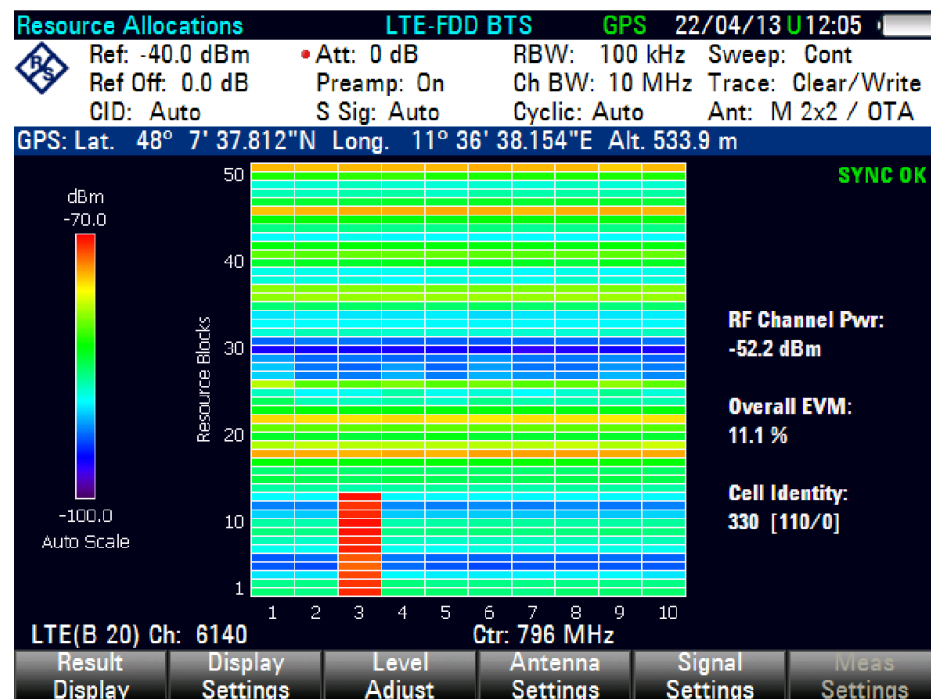 Resource Allocations LTE-FDD BTS GPS 22/04/13 U 12:05
R&S Ref: -40.0 dBm Att: 0 dB RBW: 100 kHz Sweep: Cont
Ref Off: 0.0 dB Preamp: On Ch BW: 10 MHz Trace: Clear/Write
CID: Auto S Sig: Auto Cyclic: Auto Ant: M 2x2 / OTA
GPS: Lat. 48° 7' 37.812"N Long. 11° 36' 38.154"E Alt. 533.9 m
SYNC OK
dBm
-70.0
-100.0
Auto Scale
Resource Blocks
50
40
30
20
10
1
1 2 3 4 5 6 7 8 9 10
RF Channel Pwr:
-52.2 dBm
Overall EVM:
11.1 %
Cell Identity:
330 [110/0]
LTE(B 20) Ch: 6140 Ctr: 796 MHz
Result Display Level Antenna Signal Meas
Display Settings Adjust Settings Settings Settings